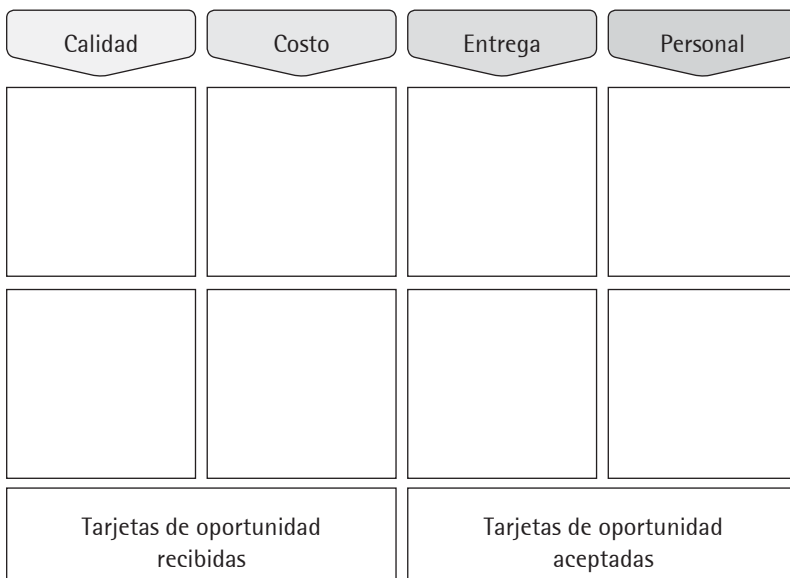 Calidad
Costo
Entrega
Personal
Tarjetas de oportunidad
recibidas
Tarjetas de oportunidad
aceptadas